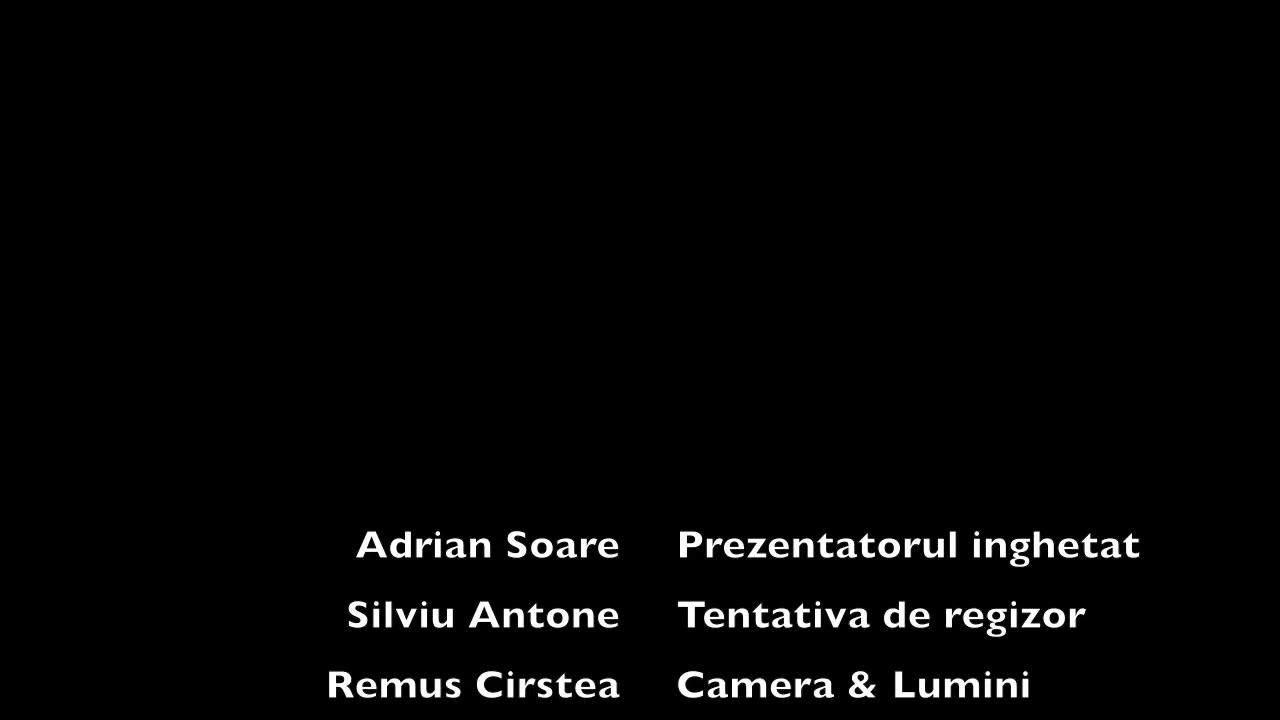 Adrian Soare Prezentatorul inghetat
Silviu Antone Tentativa de regizor
Remus Cirstea Camera & Lumini